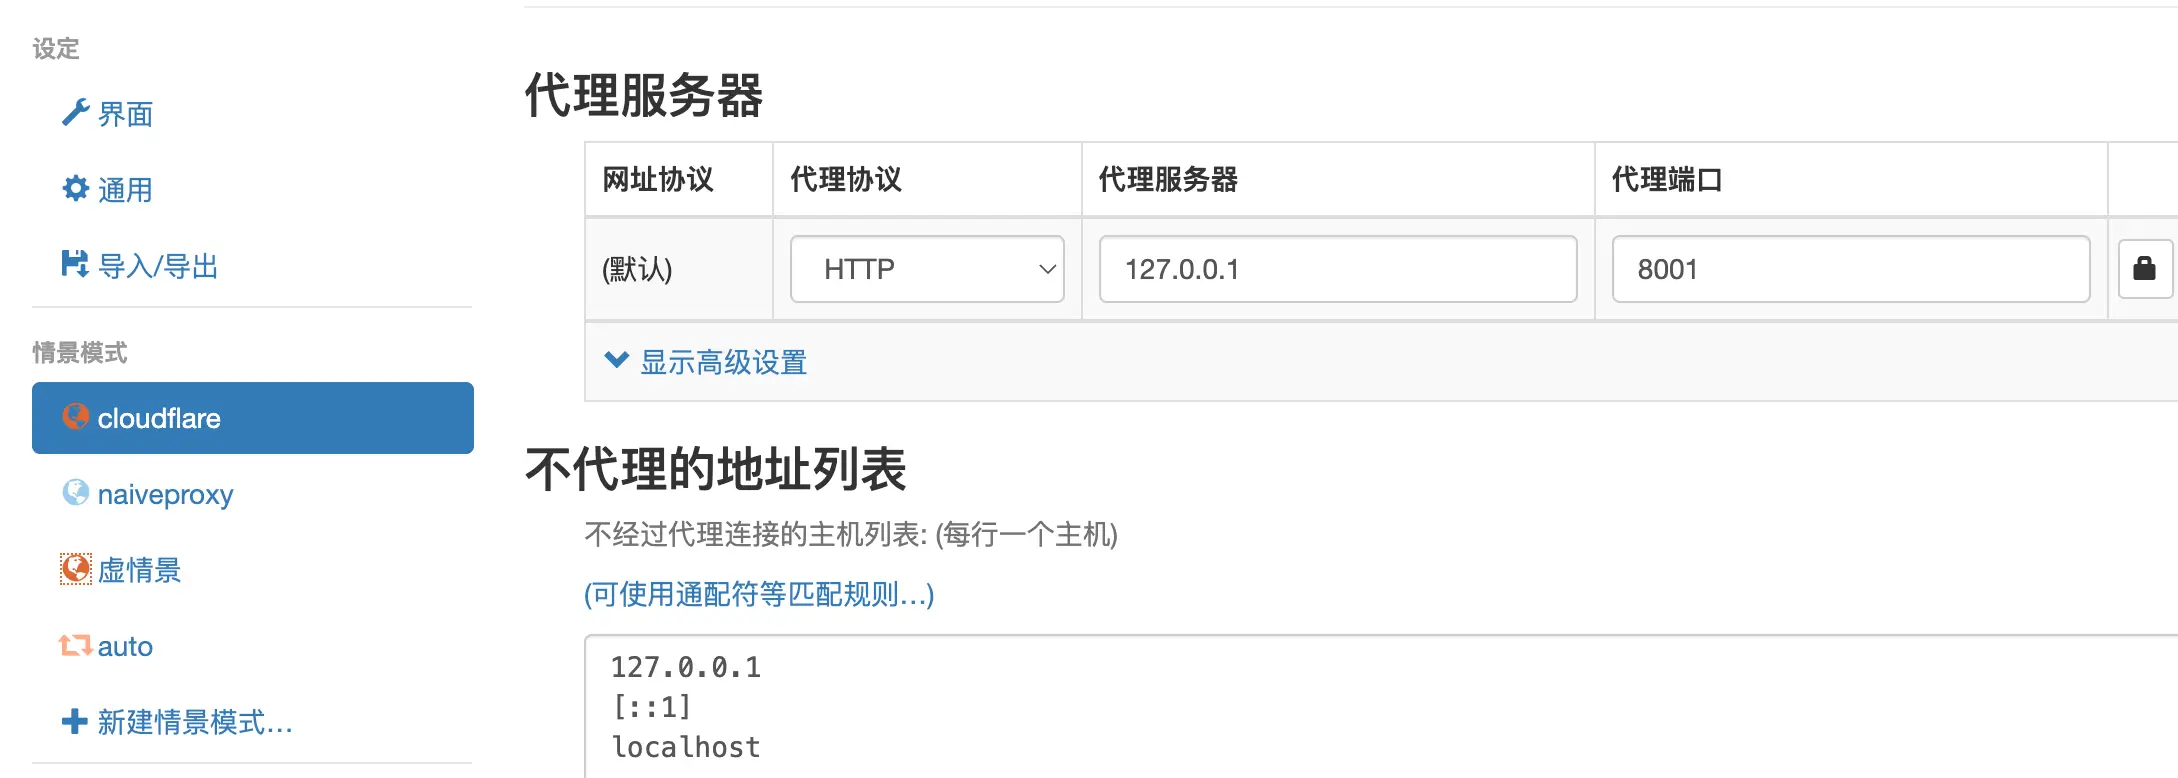 设定
界面
通用
导入/导出
情景模式
cloudflare
naiveproxy
虚情景
auto
新建情景模式...
代理服务器
网址协议 代理协议 代理服务器 代理端口
(默认) HTTP 127.0.0.1 8001
显示高级设置
不代理的地址列表
不经过代理连接的主机列表: (每行一个主机)
(可使用通配符等匹配规则...)
127.0.0.1
[::1]
localhost